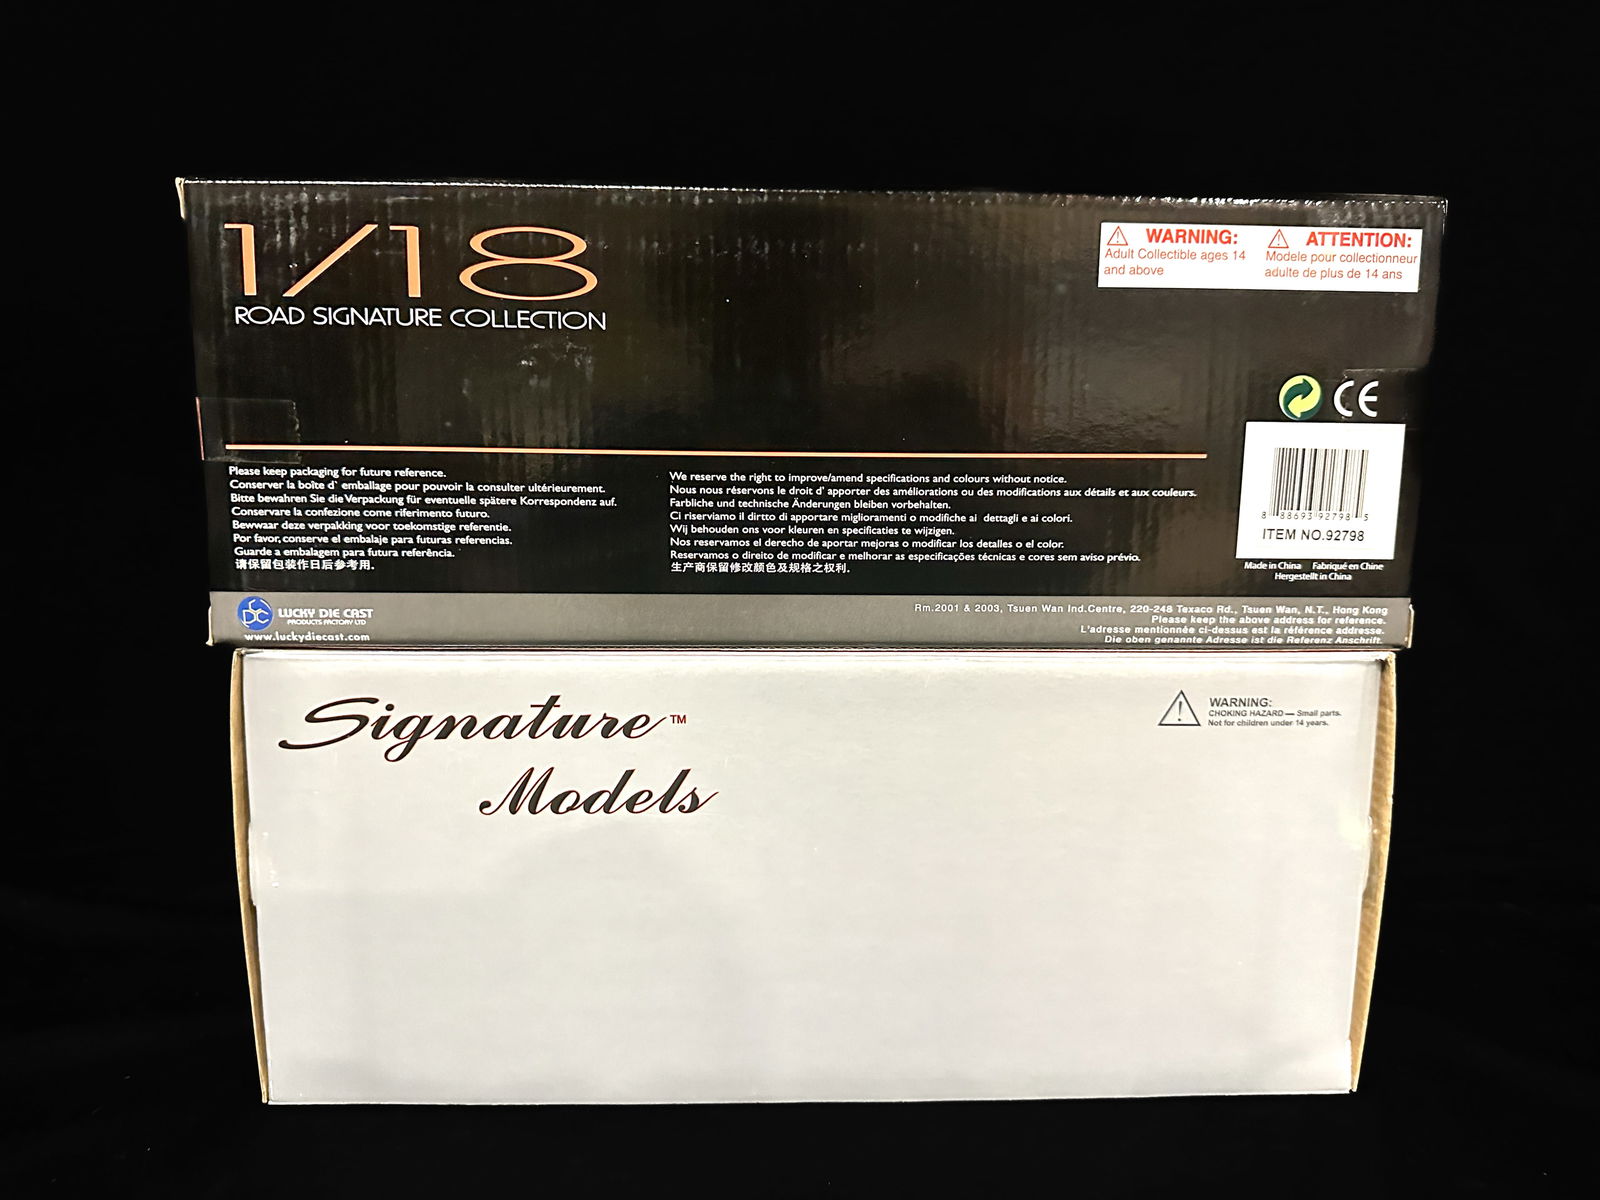 1/18
ROAD SIGNATURE COLLECTION
WARNING:
Adult Collectible ages 14
and above
ATTENTION:
Modele pour collectionneur
adulte de plus de 14 ans
CE
Please keep packaging for future reference.
Conserver la boîte d' emballage pour pouvoir la consulter ultérieurement.
Bitte bewahren Sie die Verpackung für eventuelle spätere Korrespondenz auf.
Conservare la confezione come riferimento futuro.
Bewwaar deze verpakking voor toekomstige referentie.
Por favor, conserve el embalaje para futuras referencias.
Guarde a embalagem para futura referência.
请保留包装作日后参考用.
We reserve the right to improve/amend specifications and colours without notice.
Nous nous réservons le droit d' apporter des améliorations ou des modifications aux détails et aux couleurs.
Farbliche und technische Änderungen bleiben vorbehalten.
Ci riserviamo il dirtto di apportare miglioramenti o modifiche ai dettagli e ai colori.
Wij behouden ons voor kleuren en specificaties te wijzigen.
Nos reservamos el derecho de aportar mejoras o modificar los detalles o el color.
Reservamos o direito de modificar e melhorar as especificações técnicas e cores sem aviso prévio.
生产商保留修改颜色及规格之权利.
8 88693 92798 5
ITEM NO.92798
Made in China Fabriqué en Chine
Hergestellt in China
LDC
LUCKY DIE CAST
PRODUCTS FACTORY LTD
www.luckydiecast.com
Rm.2001 & 2003, Tsuen Wan Ind.Centre, 220-248 Texaco Rd., Tsuen Wan, N.T., Hong Kong
Please keep the above address for reference.
L'adresse mentionnée ci-dessus est la référence addresse.
Die oben genannte Adresse ist die Referenz Anschrift.
Signature™
Models
WARNING:
CHOKING HAZARD — Small parts.
Not for children under 14 years.